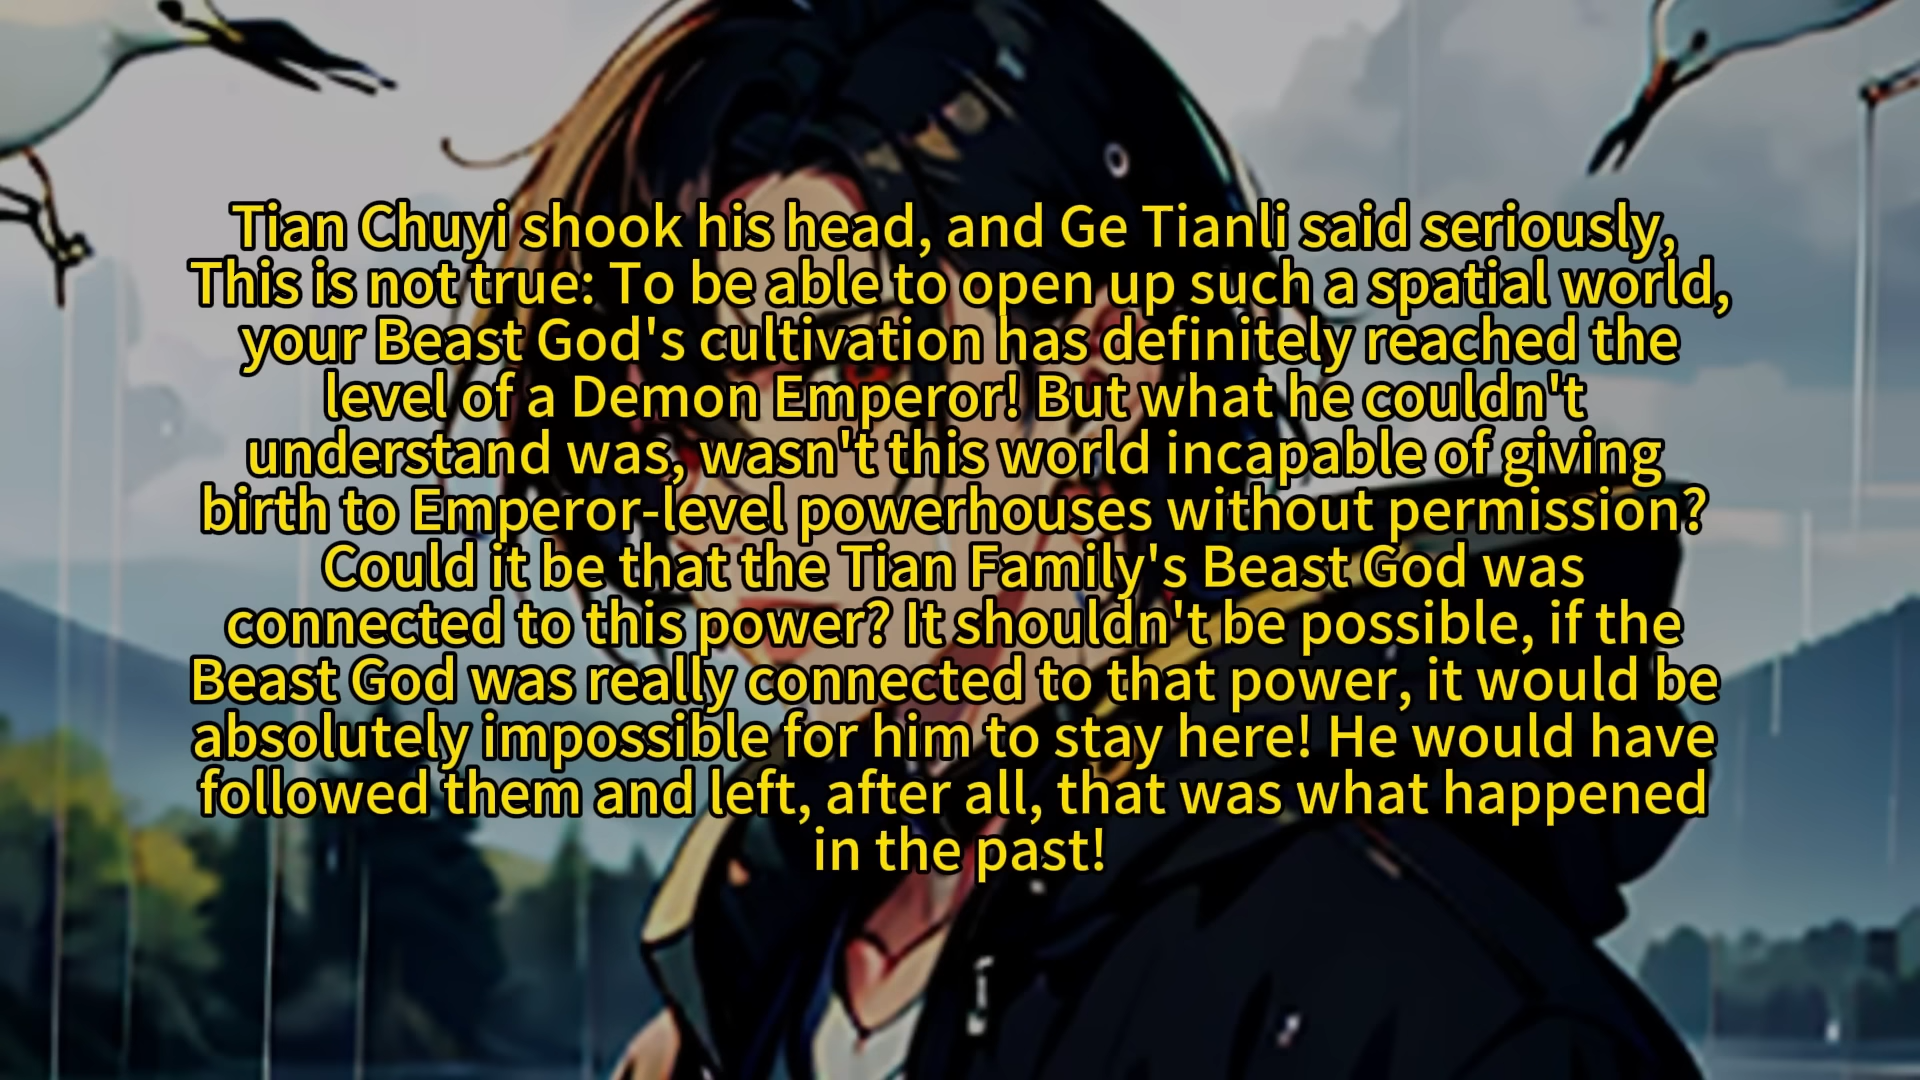 Tian Chuyi shook his head, and Ge Tianli said seriously,
This is not true: To be able to open up such a spatial world,
your Beast God's cultivation has definitely reached the
level of a Demon Emperor! But what he couldn't
understand was, wasn't this world incapable of giving
birth to Emperor-level powerhouses without permission?
Could it be that the Tian Family's Beast God was
connected to this power? It shouldn't be possible, if the
Beast God was really connected to that power, it would be
absolutely impossible for him to stay here! He would have
followed them and left, after all, that was what happened
in the past!